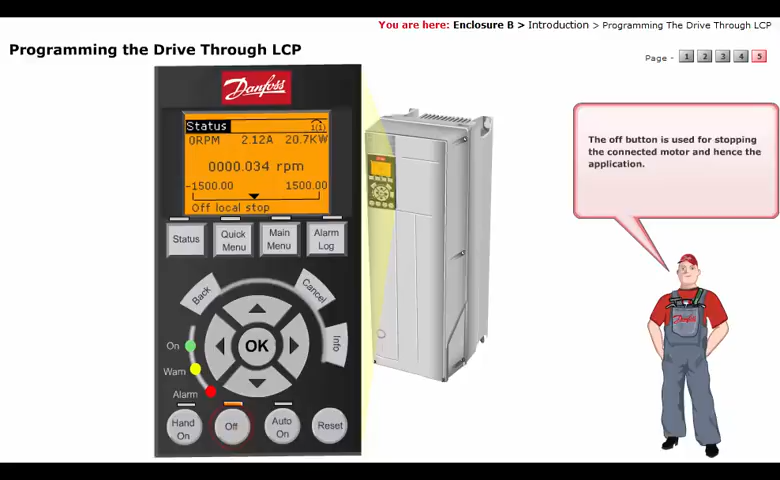 You are here: Enclosure B > Introduction > Programming The Drive Through LCP
Programming the Drive Through LCP
Page - 1 2 3 4 5
Danfoss
Status 1(1)
0RPM 2.12A 20.7KW
0000.034 rpm
-1500.00 1500.00
Off local stop
Status
Quick
Menu
Main
Menu
Alarm
Log
Back
Cancel
Info
OK
On
Warn
Alarm
Hand
On
Off
Auto
On
Reset
The off button is used for stopping
the connected motor and hence the
application.
Danfoss